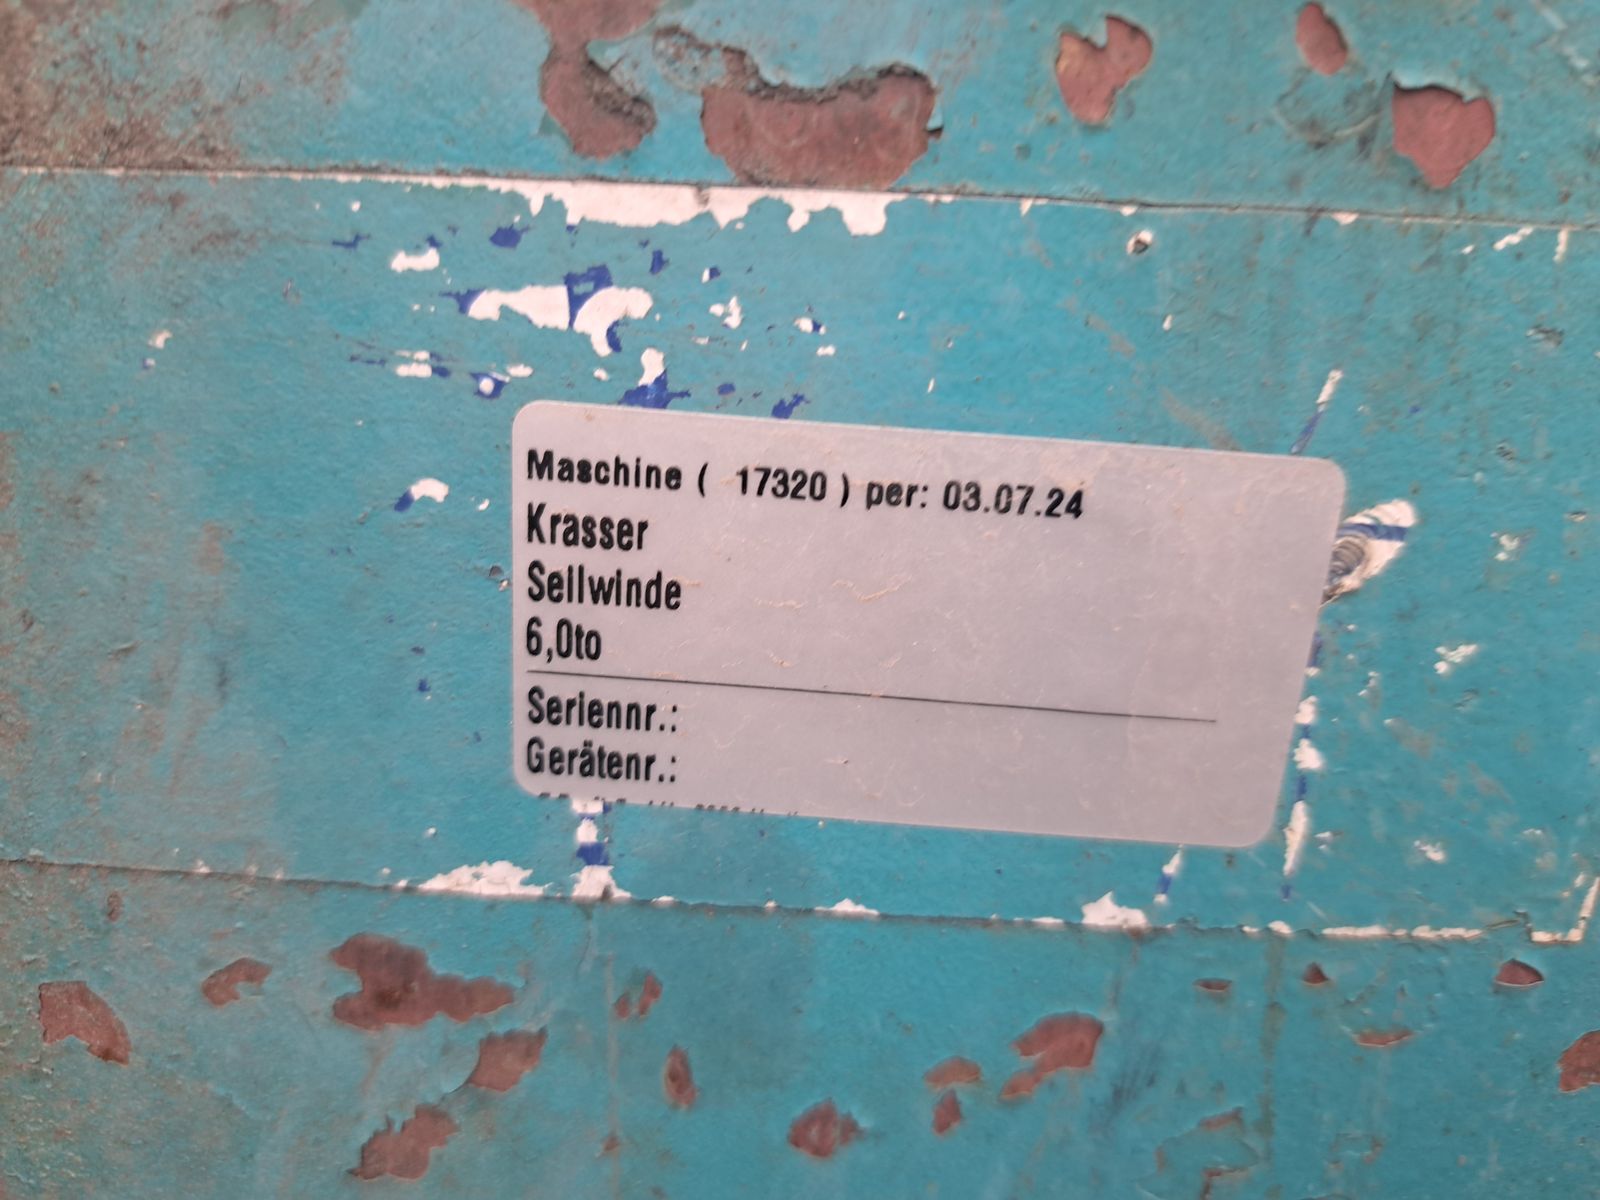 Maschine ( 17320 ) per: 03.07.24
Krasser
Seilwinde
6,0to
Seriennr.:
Gerätenr.: